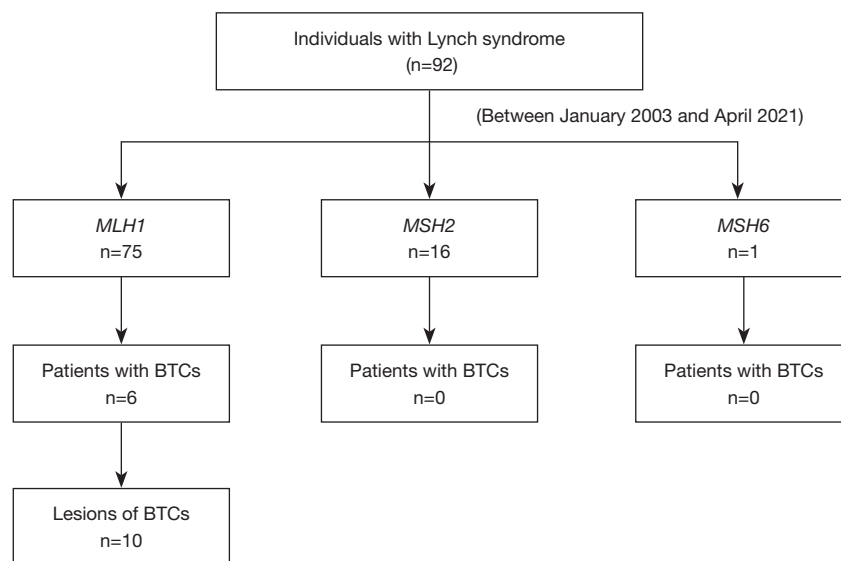 Individuals with Lynch syndrome
(n=92)
(Between January 2003 and April 2021)
MLH1
n=75
MSH2
n=16
MSH6
n=1
Patients with BTCs
n=6
Patients with BTCs
n=0
Patients with BTCs
n=0
Lesions of BTCs
n=10